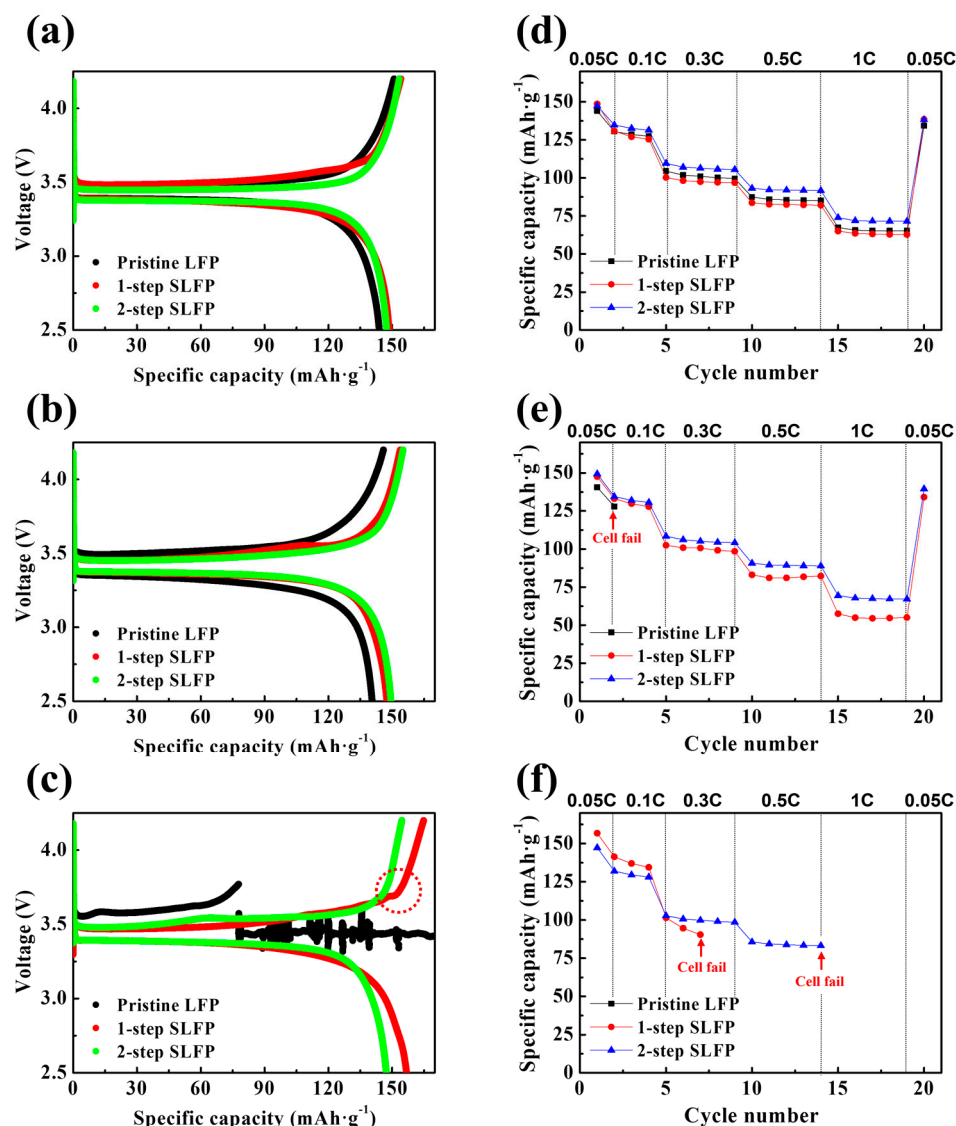 (a)
4.0
3.5
3.0
2.5
Voltage (V)
Pristine LFP
1-step SLFP
2-step SLFP
0 30 60 90 120 150
Specific capacity (mAh·g-1)
(d)
0.05C 0.1C 0.3C 0.5C 1C 0.05C
150
125
100
75
50
25
0
Specific capacity (mAh·g-1)
Pristine LFP
1-step SLFP
2-step SLFP
0 5 10 15 20
Cycle number
(b)
4.0
3.5
3.0
2.5
Voltage (V)
Pristine LFP
1-step SLFP
2-step SLFP
0 30 60 90 120 150
Specific capacity (mAh·g-1)
(e)
0.05C 0.1C 0.3C 0.5C 1C 0.05C
150
125
100
75
50
25
0
Specific capacity (mAh·g-1)
Cell fail
Pristine LFP
1-step SLFP
2-step SLFP
0 5 10 15 20
Cycle number
(c)
4.0
3.5
3.0
2.5
Voltage (V)
Pristine LFP
1-step SLFP
2-step SLFP
0 30 60 90 120 150
Specific capacity (mAh·g-1)
(f)
0.05C 0.1C 0.3C 0.5C 1C 0.05C
150
125
100
75
50
25
0
Specific capacity (mAh·g-1)
Cell fail
Cell fail
Pristine LFP
1-step SLFP
2-step SLFP
0 5 10 15 20
Cycle number